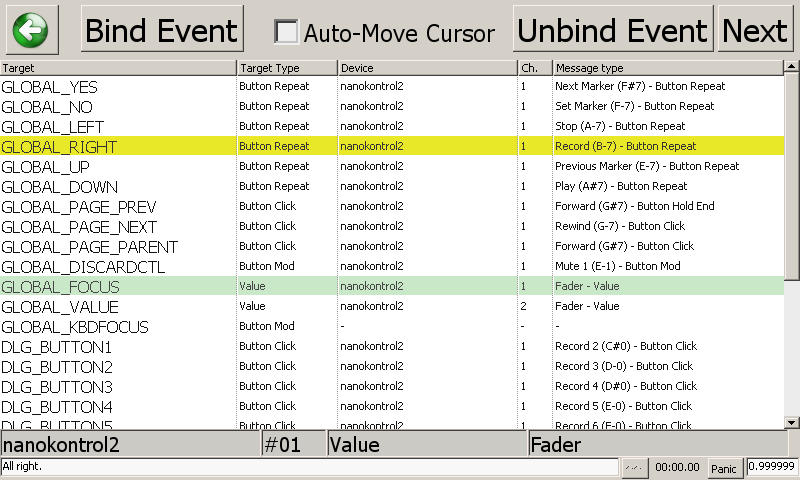 Bind Event Auto-Move Cursor Unbind Event Next
Target Target Type Device Ch. Message type
GLOBAL_YES Button Repeat nanokontrol2 1 Next Marker (F#7) - Button Repeat
GLOBAL_NO Button Repeat nanokontrol2 1 Set Marker (F-7) - Button Repeat
GLOBAL_LEFT Button Repeat nanokontrol2 1 Stop (A-7) - Button Repeat
GLOBAL_RIGHT Button Repeat nanokontrol2 1 Record (B-7) - Button Repeat
GLOBAL_UP Button Repeat nanokontrol2 1 Previous Marker (E-7) - Button Repeat
GLOBAL_DOWN Button Repeat nanokontrol2 1 Play (A#7) - Button Repeat
GLOBAL_PAGE_PREV Button Click nanokontrol2 1 Forward (G#7) - Button Hold End
GLOBAL_PAGE_NEXT Button Click nanokontrol2 1 Rewind (G-7) - Button Click
GLOBAL_PAGE_PARENT Button Click nanokontrol2 1 Forward (G#7) - Button Click
GLOBAL_DISCARDCTL Button Mod nanokontrol2 1 Mute 1 (E-1) - Button Mod
GLOBAL_FOCUS Value nanokontrol2 1 Fader - Value
GLOBAL_VALUE Value nanokontrol2 2 Fader - Value
GLOBAL_KBDFOCUS Button Mod - - -
DLG_BUTTON1 Button Click nanokontrol2 1 Record 2 (C#0) - Button Click
DLG_BUTTON2 Button Click nanokontrol2 1 Record 3 (D-0) - Button Click
DLG_BUTTON3 Button Click nanokontrol2 1 Record 4 (D#0) - Button Click
DLG_BUTTON4 Button Click nanokontrol2 1 Record 5 (E-0) - Button Click
DLG_BUTTON5 Button Click nanokontrol2 1 Record 6 (F-0) - Button Click
nanokontrol2 #01 Value Fader
All right. -.-- 00:00.00 Panic 0.999999